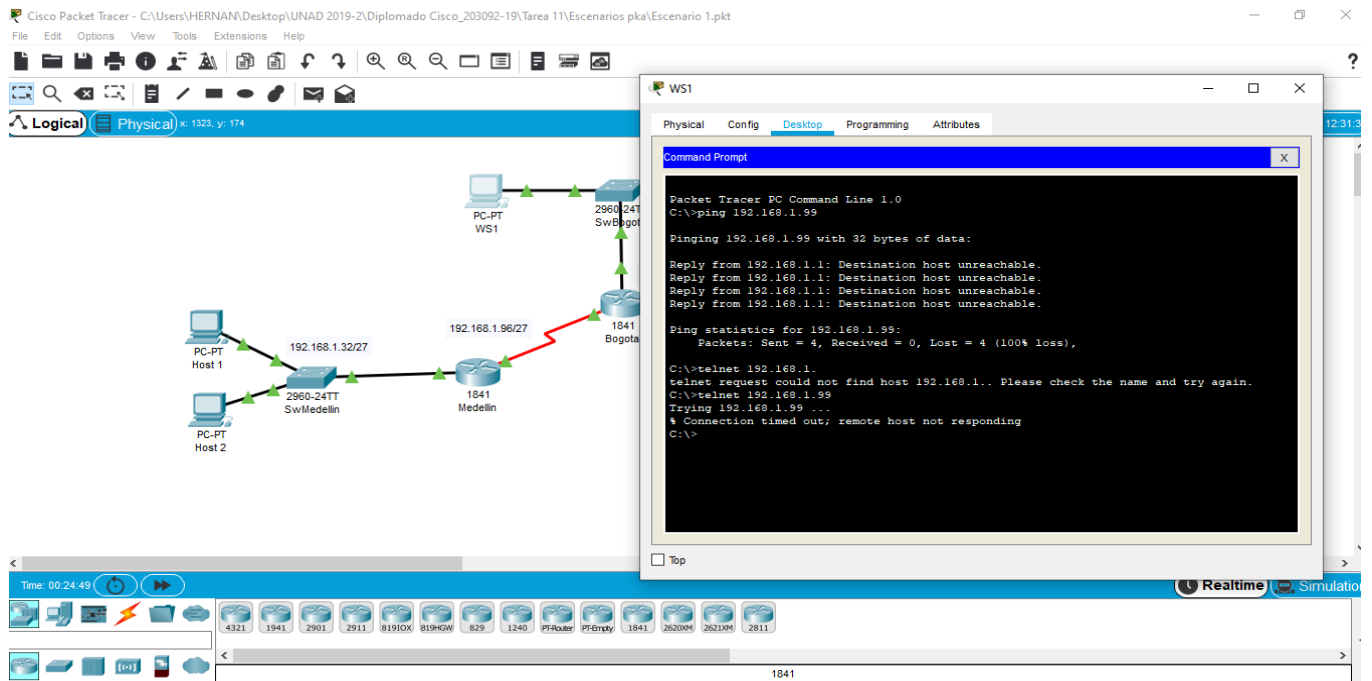 Cisco Packet Tracer - C:\Users\HERNAN\Desktop\UNAD 2019-2\Diplomado Cisco_203092-19\Tarea 11\Escenarios pka\Escenario 1.pkt
File Edit Options View Tools Extensions Help
?
Logical Physical x: 1323, y: 174
12:31:3
PC-PT
WS1
2960-24T
SwBogot
1841
Bogota
192.168.1.96/27
PC-PT
Host 1
192.168.1.32/27
2960-24TT
SwMedellin
1841
Medellin
PC-PT
Host 2
WS1
Physical Config Desktop Programming Attributes
Command Prompt
X
Packet Tracer PC Command Line 1.0
C:\>ping 192.168.1.99
Pinging 192.168.1.99 with 32 bytes of data:
Reply from 192.168.1.1: Destination host unreachable.
Reply from 192.168.1.1: Destination host unreachable.
Reply from 192.168.1.1: Destination host unreachable.
Reply from 192.168.1.1: Destination host unreachable.
Ping statistics for 192.168.1.99:
Packets: Sent = 4, Received = 0, Lost = 4 (100% loss),
C:\>telnet 192.168.1.
telnet request could not find host 192.168.1.. Please check the name and try again.
C:\>telnet 192.168.1.99
Trying 192.168.1.99 ...
% Connection timed out; remote host not responding
C:\>
Top
Time: 00:24:49
Realtime Simulation
4321 1941 2901 2911 819IOX 819HGW 829 1240 PT-Router PT-Empty 1841 2620XM 2621XM 2811
1841